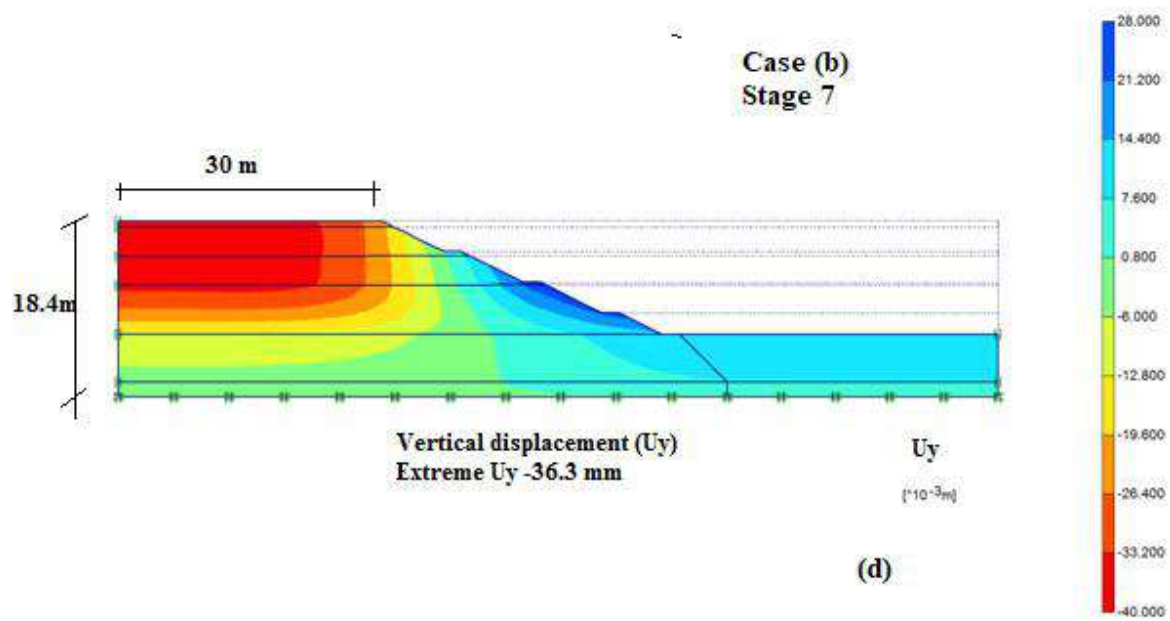 Case (b)
Stage 7
30 m
18.4m
Vertical displacement (Uy)
Extreme Uy -36.3 mm
Uy
[*10⁻³m]
(d)
28.000
21.200
14.400
7.600
0.800
-6.000
-12.800
-19.600
-26.400
-33.200
-40.000